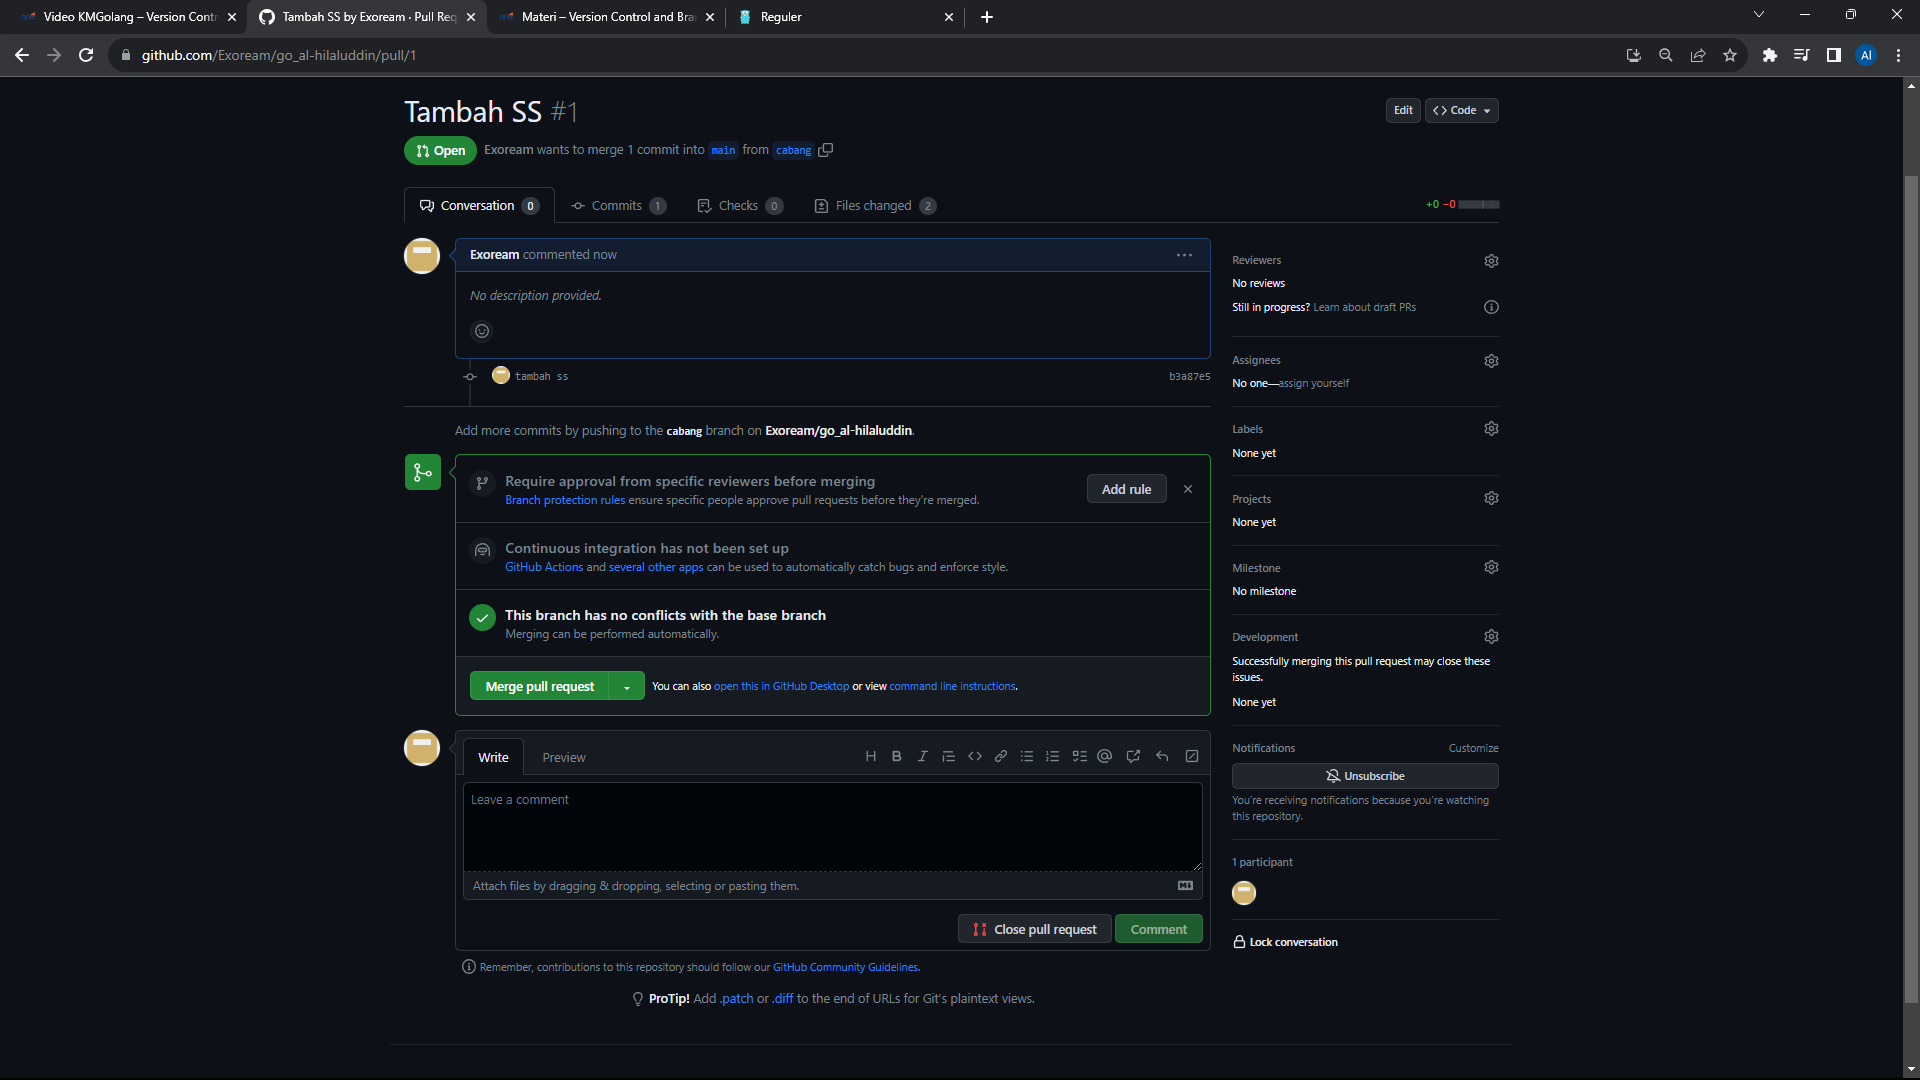 Video KMGolang – Version Contr
Tambah SS by Exoream · Pull Req
Materi – Version Control and Bra
Reguler
github.com/Exoream/go_al-hilaluddin/pull/1
AI
Tambah SS #1
Edit
<> Code
Open
Exoream wants to merge 1 commit into main from cabang
Conversation 0
Commits 1
Checks 0
Files changed 2
+0 −0
Exoream commented now
No description provided.
tambah ss
b3a87e5
Add more commits by pushing to the cabang branch on Exoream/go_al-hilaluddin.
Require approval from specific reviewers before merging
Branch protection rules ensure specific people approve pull requests before they're merged.
Add rule
Continuous integration has not been set up
GitHub Actions and several other apps can be used to automatically catch bugs and enforce style.
This branch has no conflicts with the base branch
Merging can be performed automatically.
Merge pull request
You can also open this in GitHub Desktop or view command line instructions.
Write
Preview
Leave a comment
Attach files by dragging & dropping, selecting or pasting them.
Close pull request
Comment
Remember, contributions to this repository should follow our GitHub Community Guidelines.
ProTip! Add .patch or .diff to the end of URLs for Git's plaintext views.
Reviewers
No reviews
Still in progress? Learn about draft PRs
Assignees
No one—assign yourself
Labels
None yet
Projects
None yet
Milestone
No milestone
Development
Successfully merging this pull request may close these
issues.
None yet
Notifications
Customize
Unsubscribe
You're receiving notifications because you're watching
this repository.
1 participant
Lock conversation